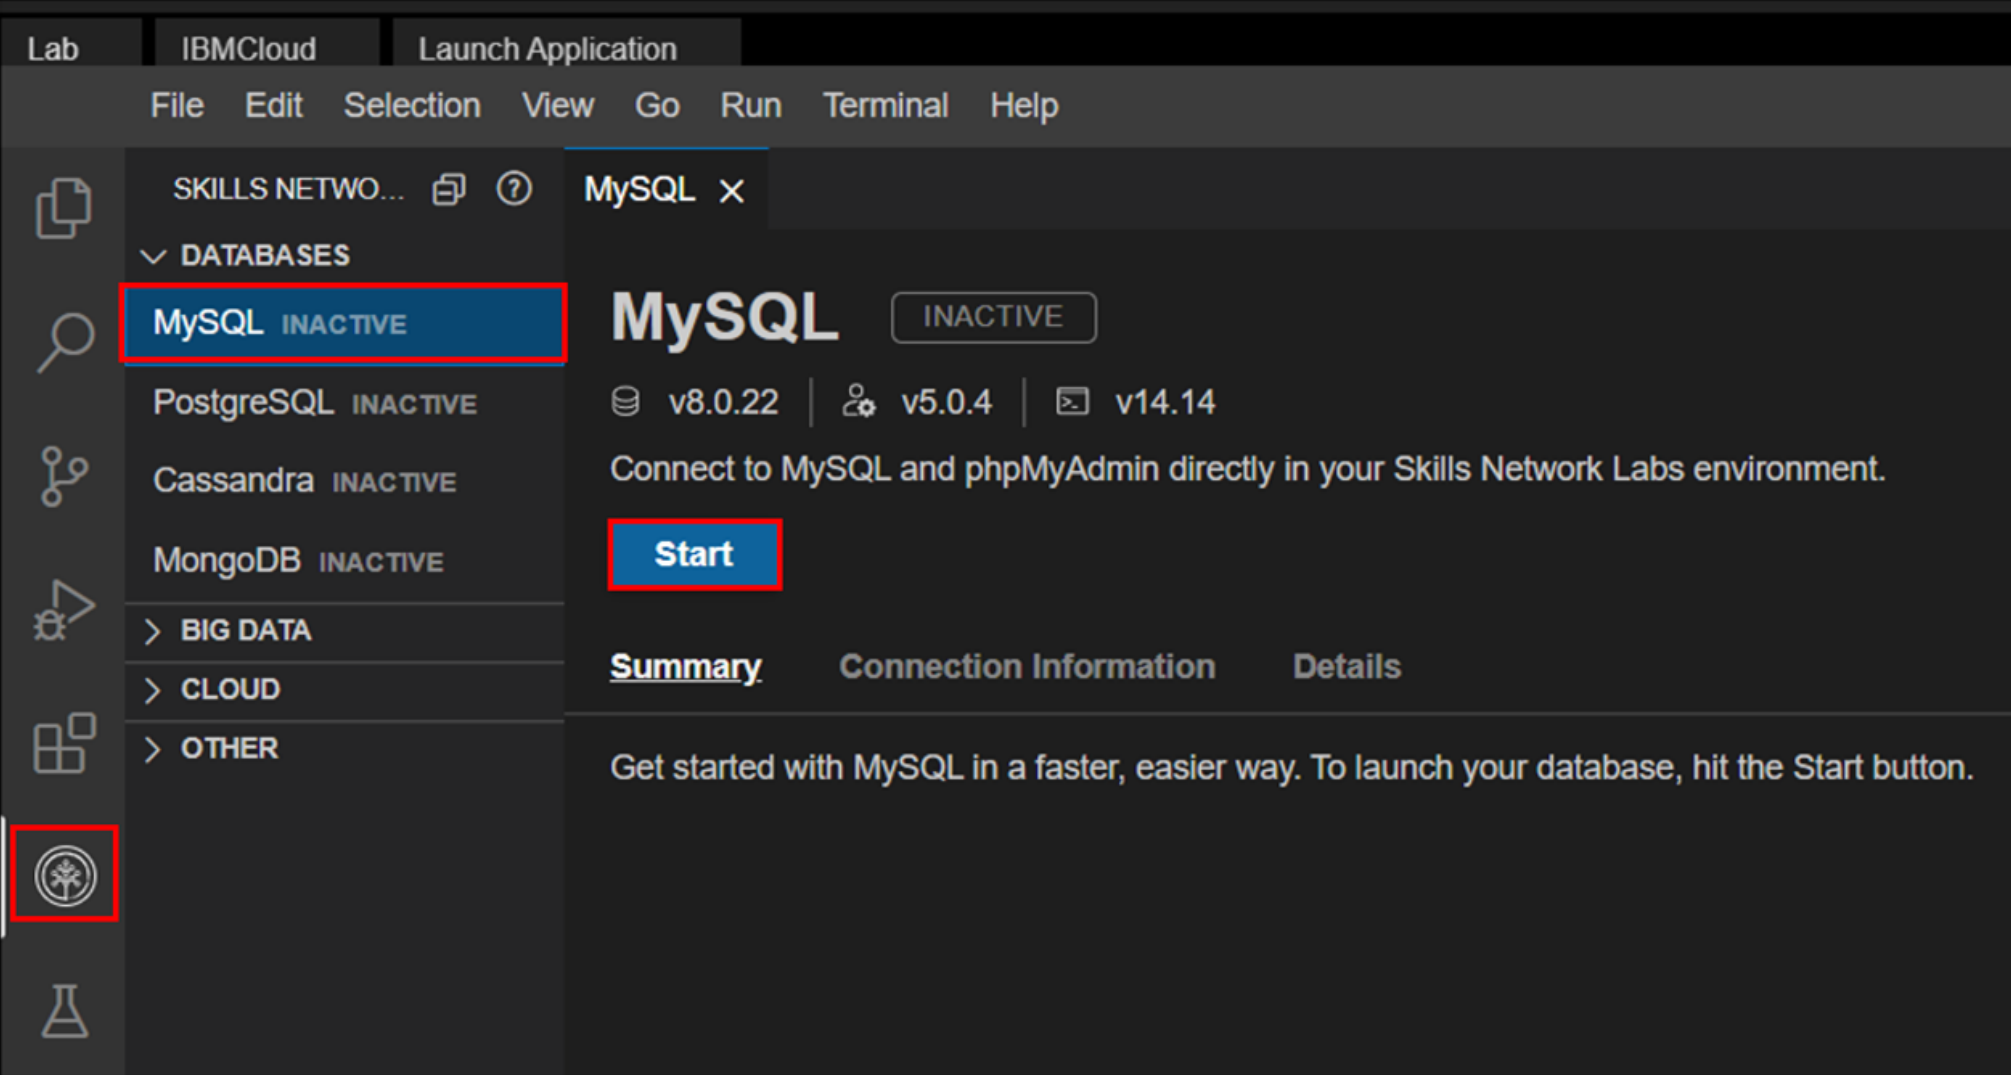 Lab IBMCloud Launch Application
File Edit Selection View Go Run Terminal Help
SKILLS NETWO...
DATABASES
MySQL INACTIVE
PostgreSQL INACTIVE
Cassandra INACTIVE
MongoDB INACTIVE
BIG DATA
CLOUD
OTHER
MySQL
MySQL INACTIVE
v8.0.22 v5.0.4 v14.14
Connect to MySQL and phpMyAdmin directly in your Skills Network Labs environment.
Start
Summary Connection Information Details
Get started with MySQL in a faster, easier way. To launch your database, hit the Start button.